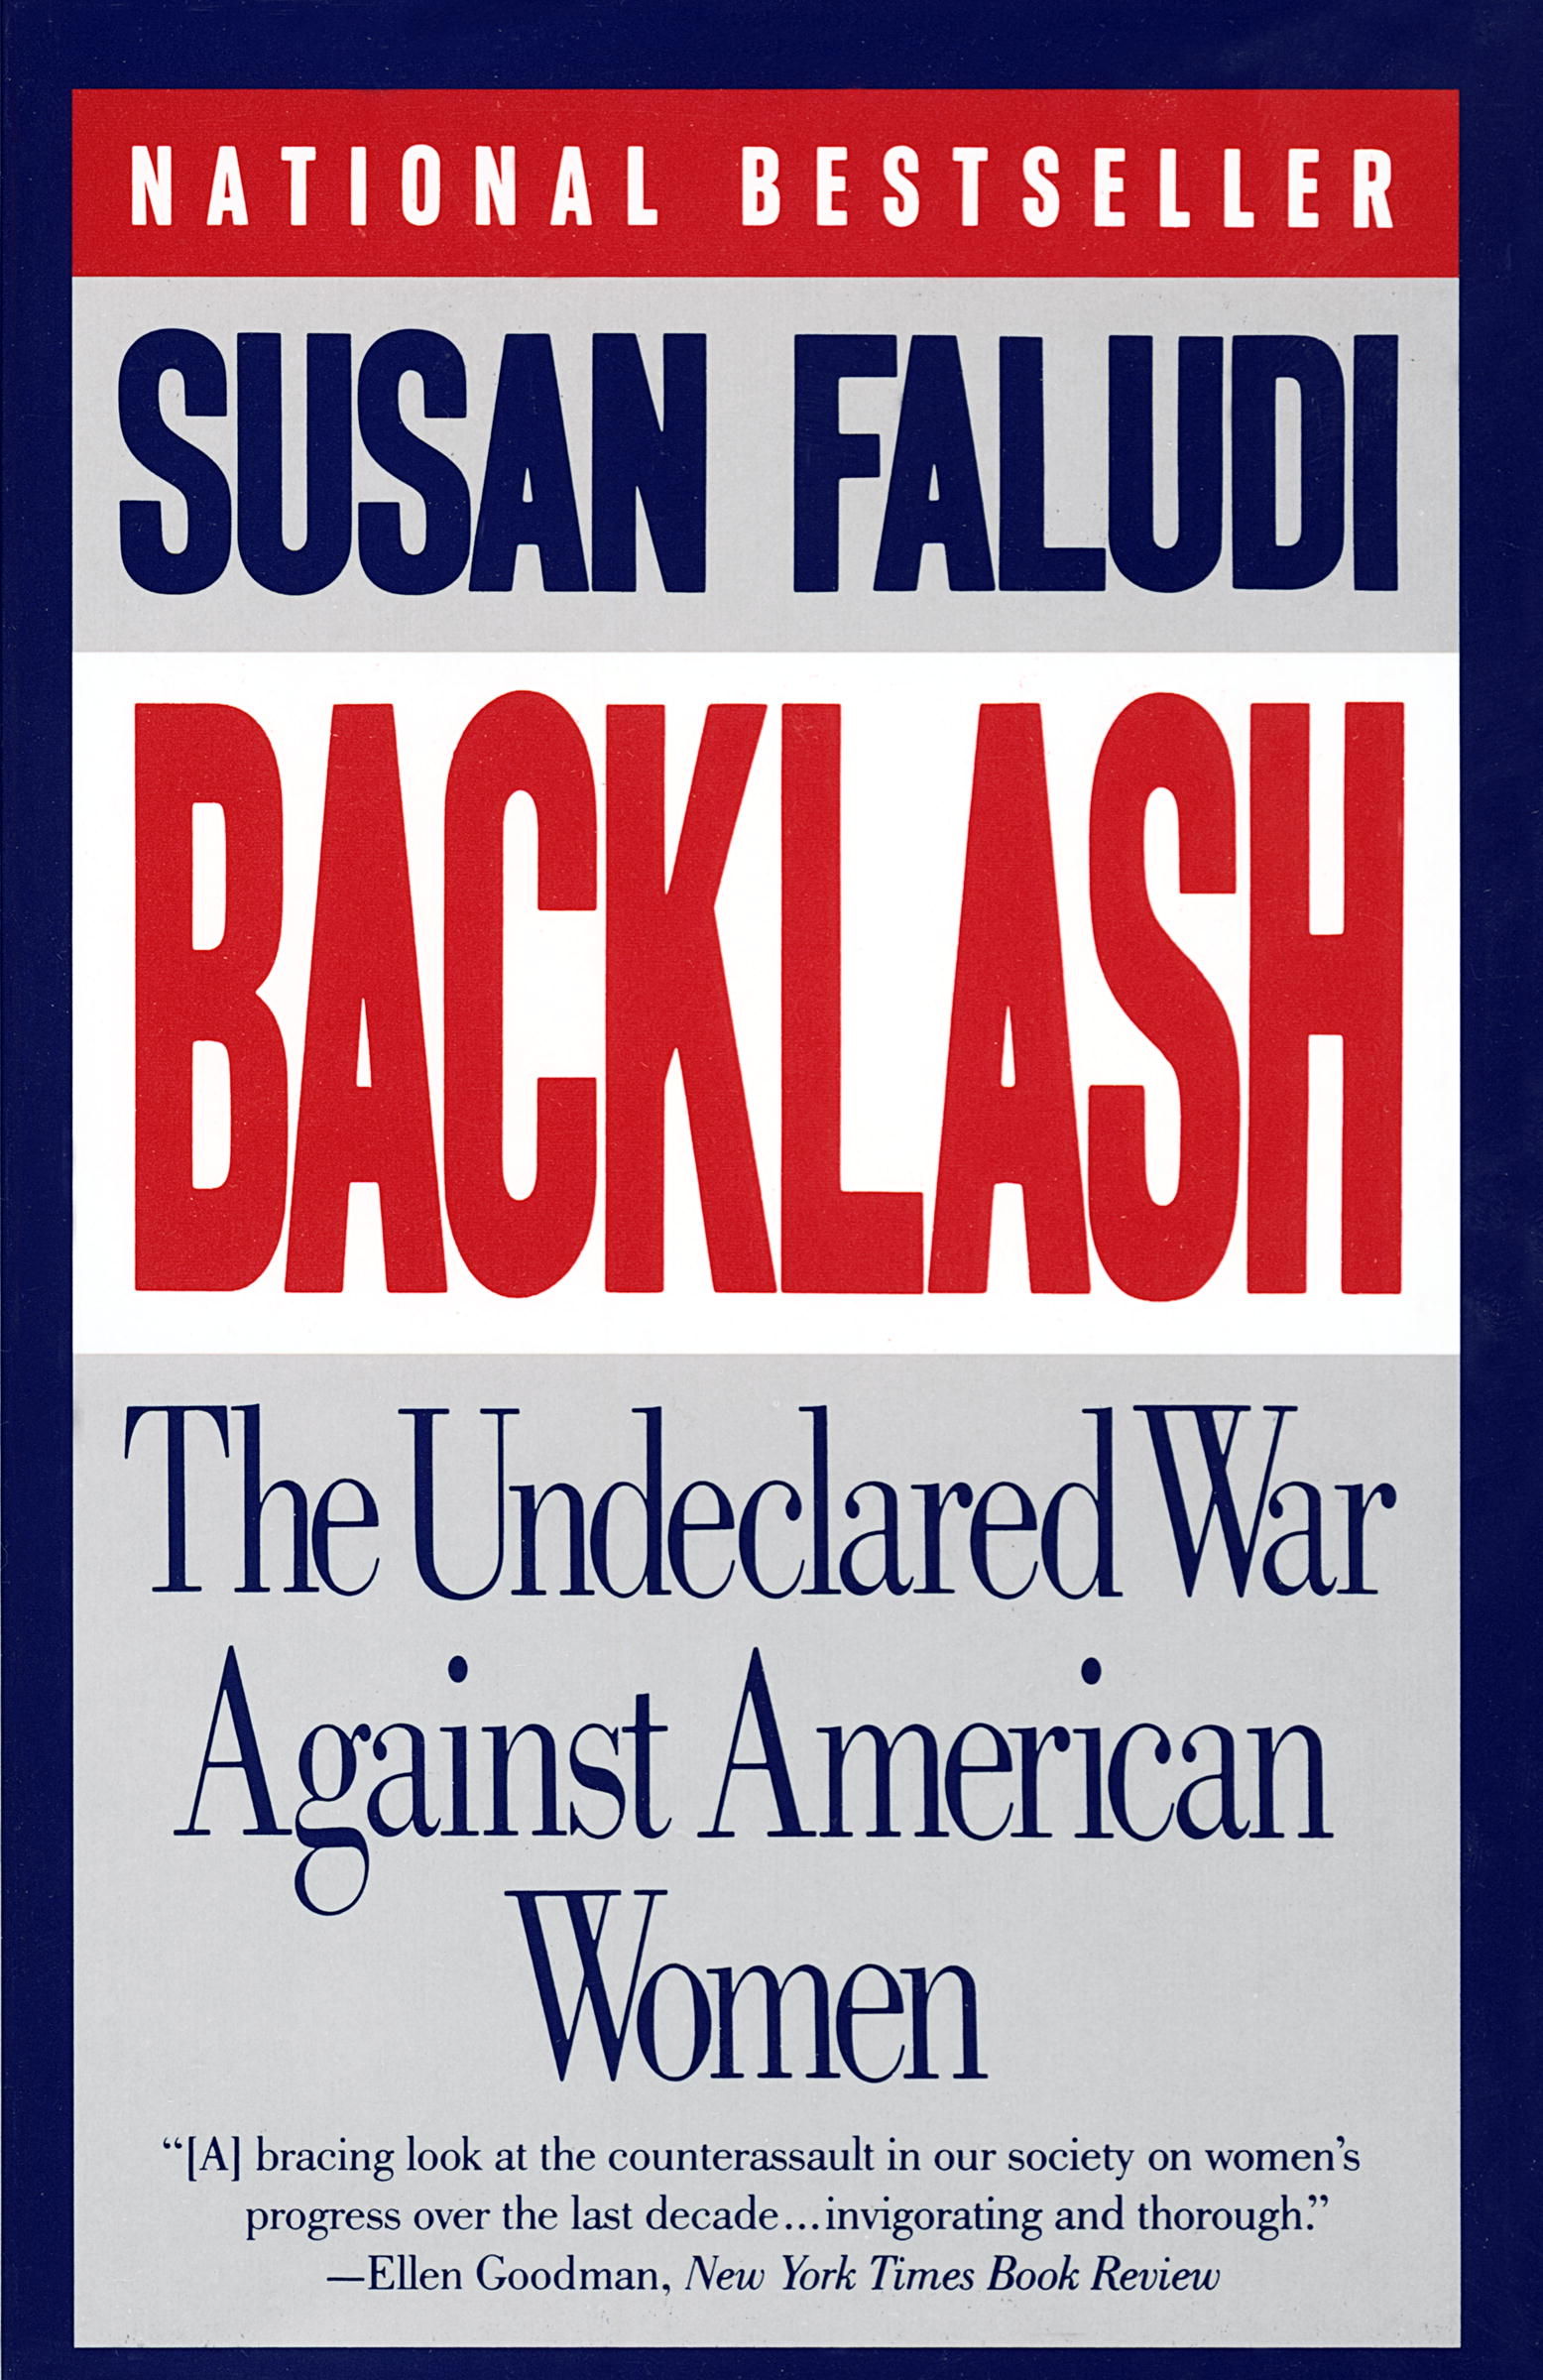 NATIONAL BESTSELLER
SUSAN FALUDI
BACKLASH
The Undeclared War
Against American
Women
“[A] bracing look at the counterassault in our society on women’s
progress over the last decade...invigorating and thorough.”
—Ellen Goodman, New York Times Book Review